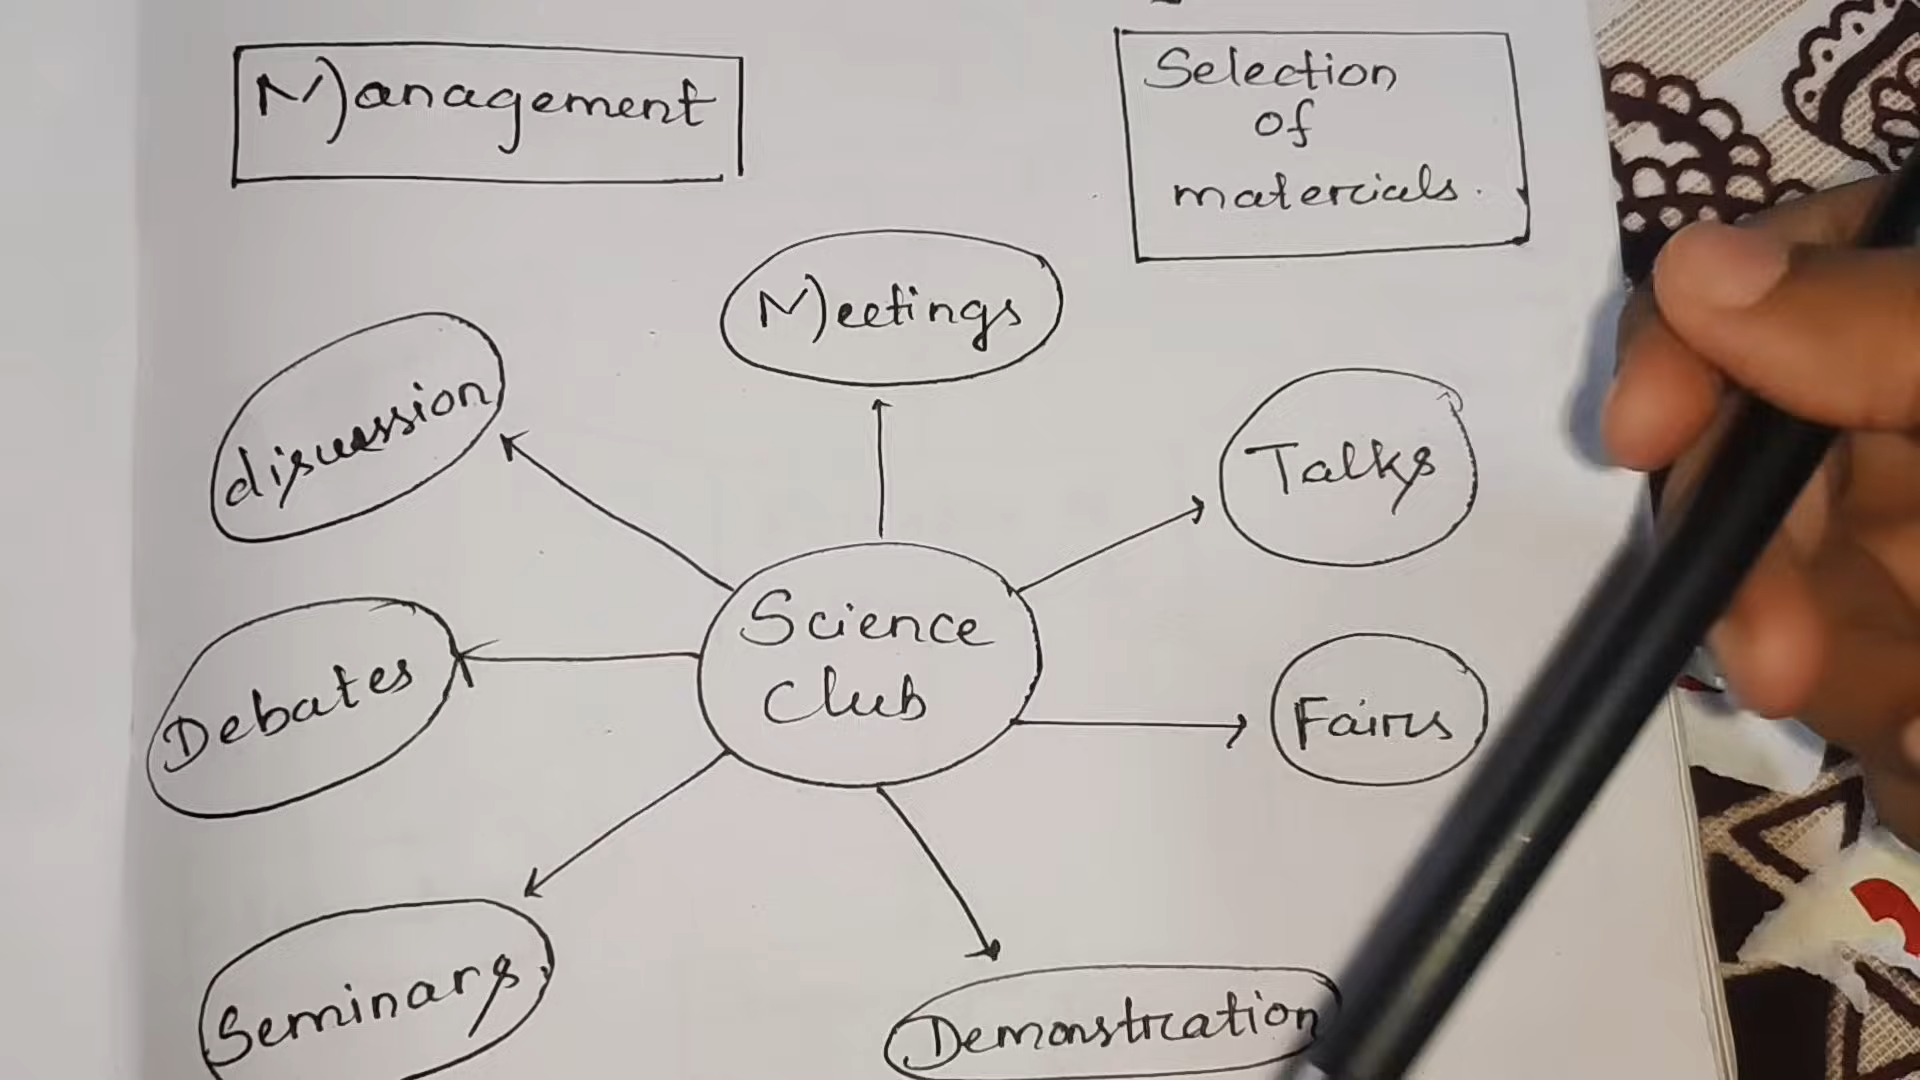 Management
Selection
of
materials.
Meetings
discussion
Talks
Science
Club
Debates
Fairs
Seminars
Demonstration